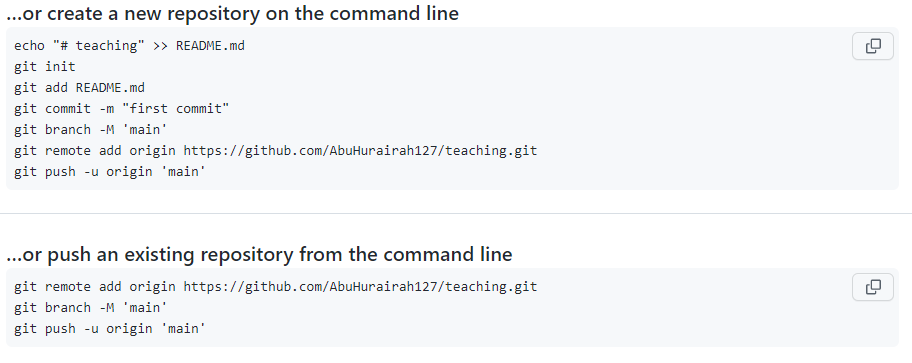 ...or create a new repository on the command line
echo "# teaching" >> README.md
git init
git add README.md
git commit -m "first commit"
git branch -M 'main'
git remote add origin https://github.com/AbuHurairah127/teaching.git
git push -u origin 'main'
...or push an existing repository from the command line
git remote add origin https://github.com/AbuHurairah127/teaching.git
git branch -M 'main'
git push -u origin 'main'